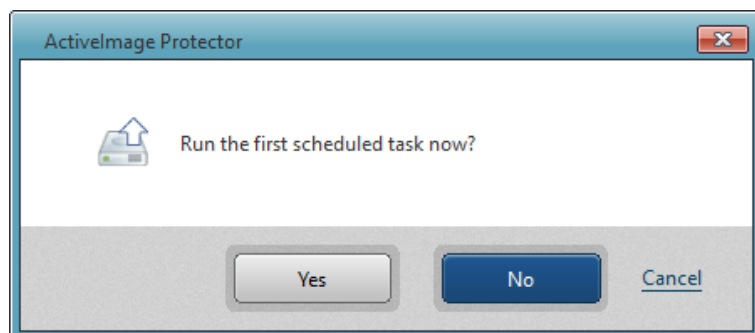 ActiveImage Protector
Run the first scheduled task now?
Yes
No
Cancel